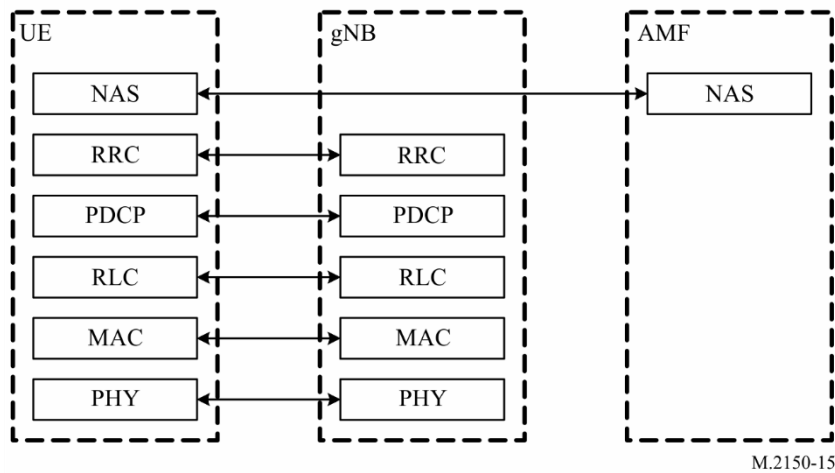 UE gNB AMF
NAS NAS
RRC RRC
PDCP PDCP
RLC RLC
MAC MAC
PHY PHY
M.2150-15